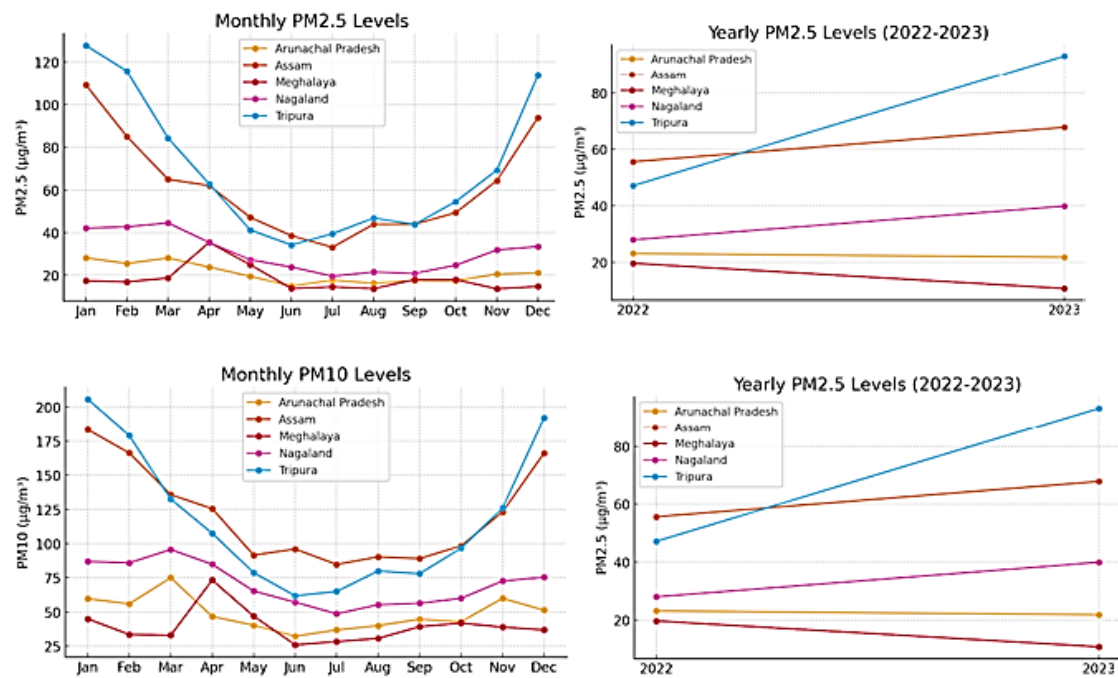 Monthly PM2.5 Levels
PM2.5 (µg/m³)
120
100
80
60
40
20
Arunachal Pradesh
Assam
Meghalaya
Nagaland
Tripura
Jan Feb Mar Apr May Jun Jul Aug Sep Oct Nov Dec
Yearly PM2.5 Levels (2022-2023)
PM2.5 (µg/m³)
80
60
40
20
Arunachal Pradesh
Assam
Meghalaya
Nagaland
Tripura
2022 2023
Monthly PM10 Levels
PM10 (µg/m³)
200
175
150
125
100
75
50
25
Arunachal Pradesh
Assam
Meghalaya
Nagaland
Tripura
Jan Feb Mar Apr May Jun Jul Aug Sep Oct Nov Dec
Yearly PM2.5 Levels (2022-2023)
PM2.5 (µg/m³)
80
60
40
20
Arunachal Pradesh
Assam
Meghalaya
Nagaland
Tripura
2022 2023